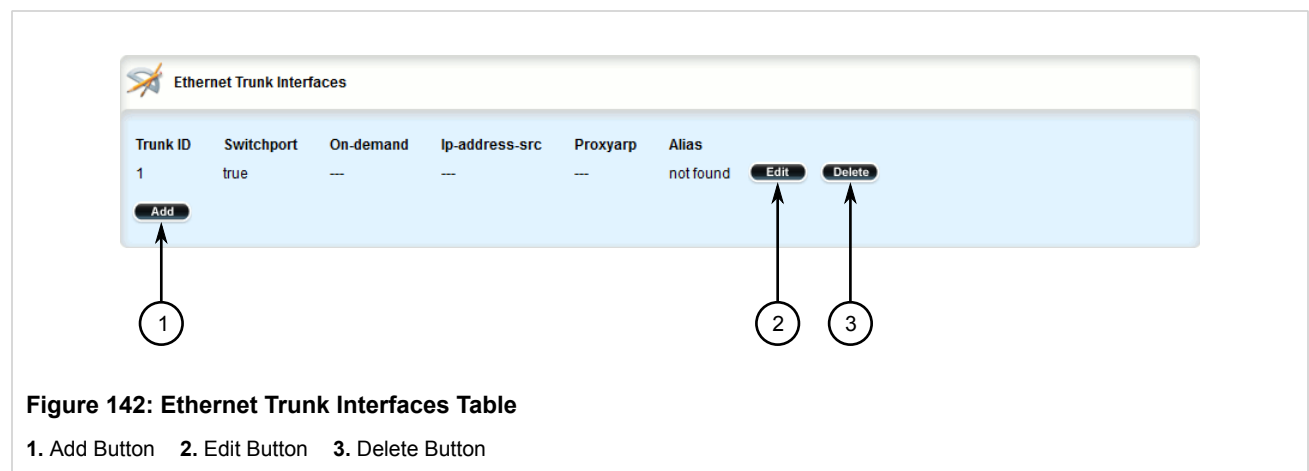 Ethernet Trunk Interfaces
Trunk ID Switchport On-demand Ip-address-src Proxyarp Alias
1 true --- --- --- not found Edit Delete
Add
1 2 3
Figure 142: Ethernet Trunk Interfaces Table
1. Add Button 2. Edit Button 3. Delete Button